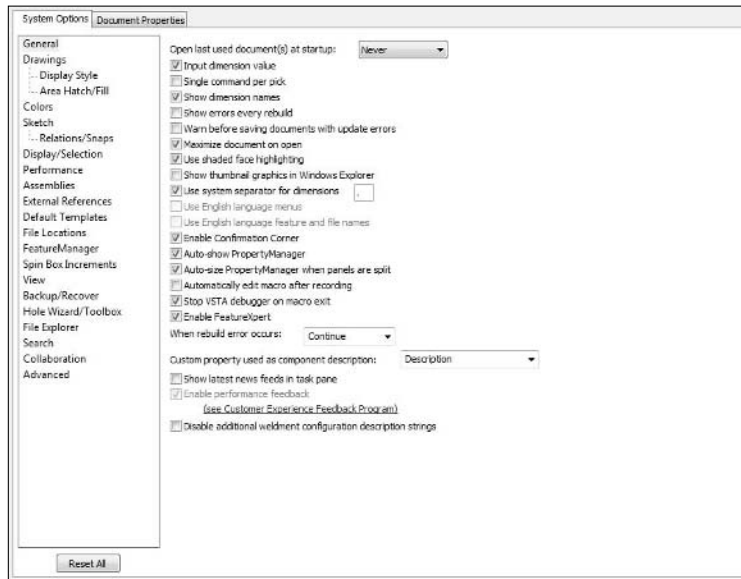 System Options
Document Properties
General
Drawings
Display Style
Area Hatch/Fill
Colors
Sketch
Relations/Snaps
Display/Selection
Performance
Assemblies
External References
Default Templates
File Locations
FeatureManager
Spin Box Increments
View
Backup/Recover
Hole Wizard/Toolbox
File Explorer
Search
Collaboration
Advanced
Reset All
Open last used document(s) at startup: Never
Input dimension value
Single command per pick
Show dimension names
Show errors every rebuild
Warn before saving documents with update errors
Maximize document on open
Use shaded face highlighting
Show thumbnail graphics in Windows Explorer
Use system separator for dimensions .
Use English language menus
Use English language feature and file names
Enable Confirmation Corner
Auto-show PropertyManager
Auto-size PropertyManager when panels are split
Automatically edit macro after recording
Stop VSTA debugger on macro exit
Enable FeatureXpert
When rebuild error occurs: Continue
Custom property used as component description: Description
Show latest news feeds in task pane
Enable performance feedback
(see Customer Experience Feedback Program)
Disable additional weldment configuration description strings